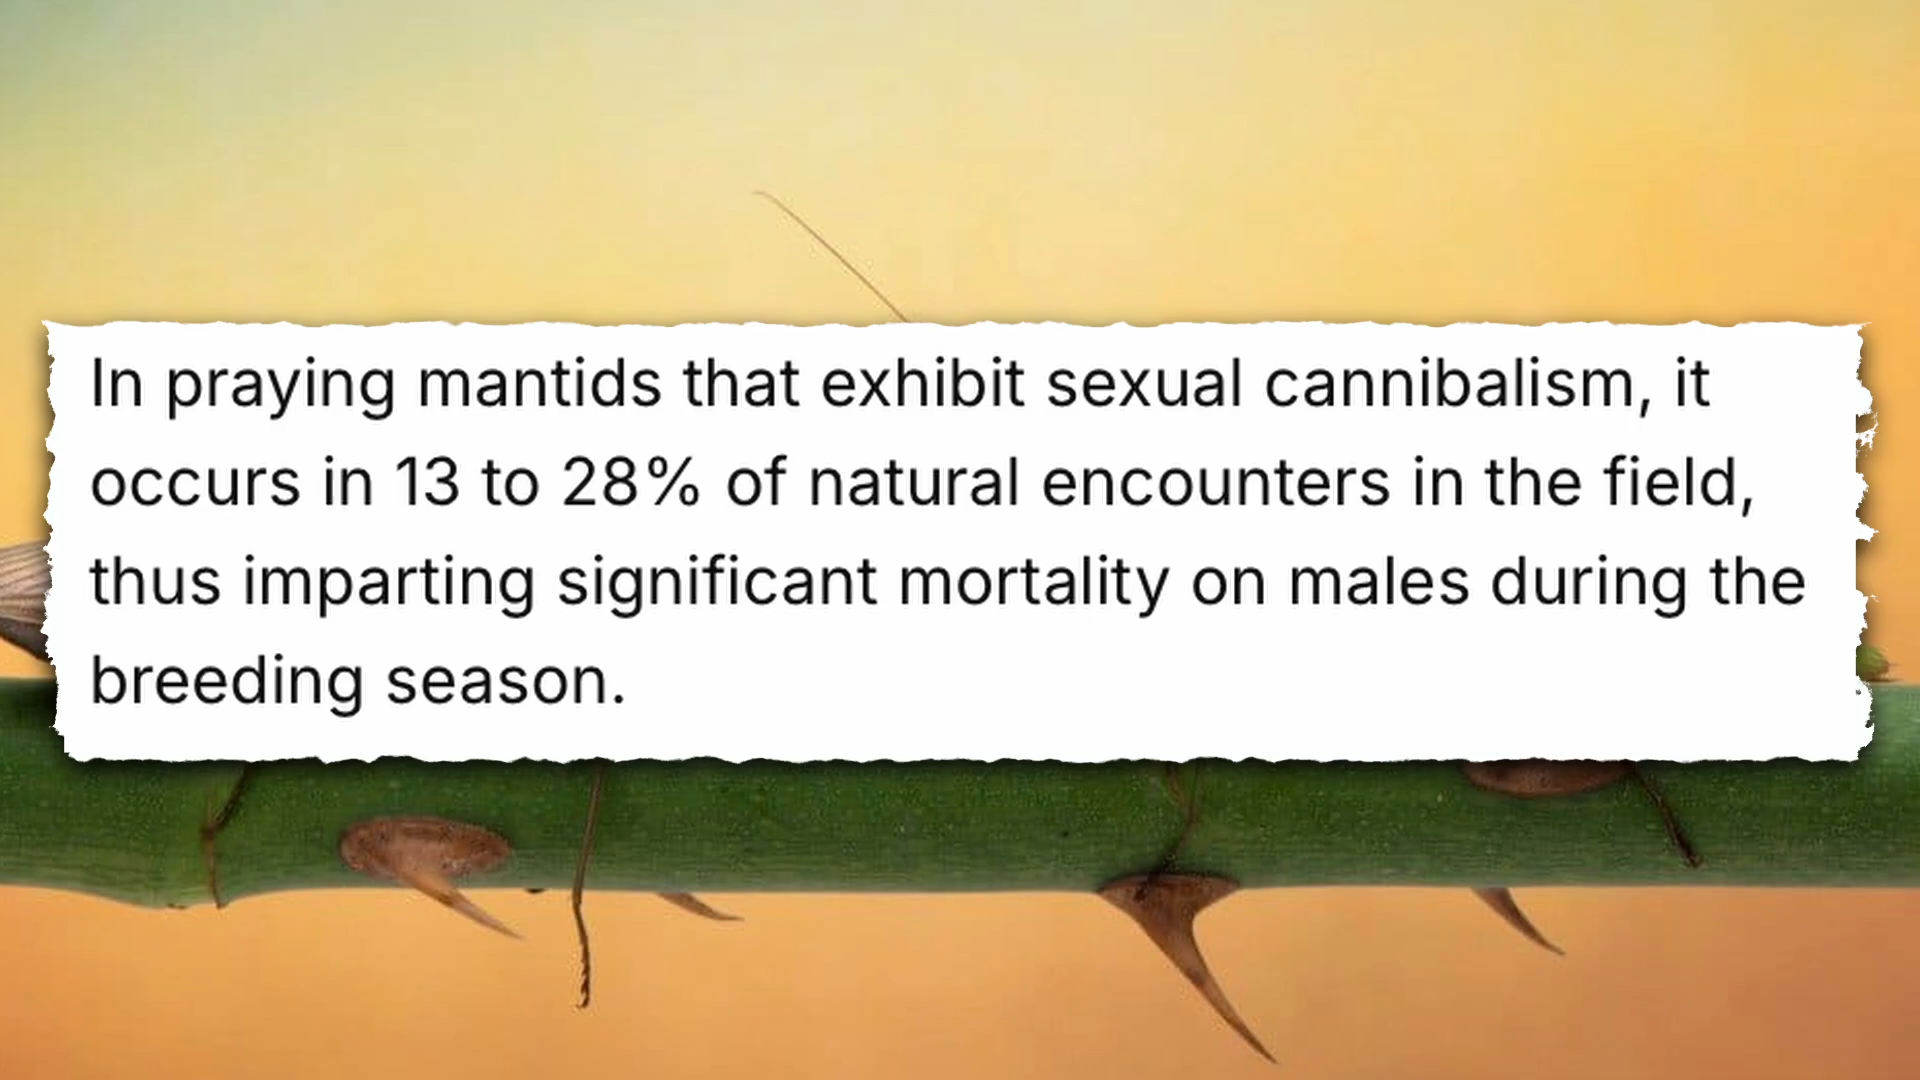 In praying mantids that exhibit sexual cannibalism, it
occurs in 13 to 28% of natural encounters in the field,
thus imparting significant mortality on males during the
breeding season.